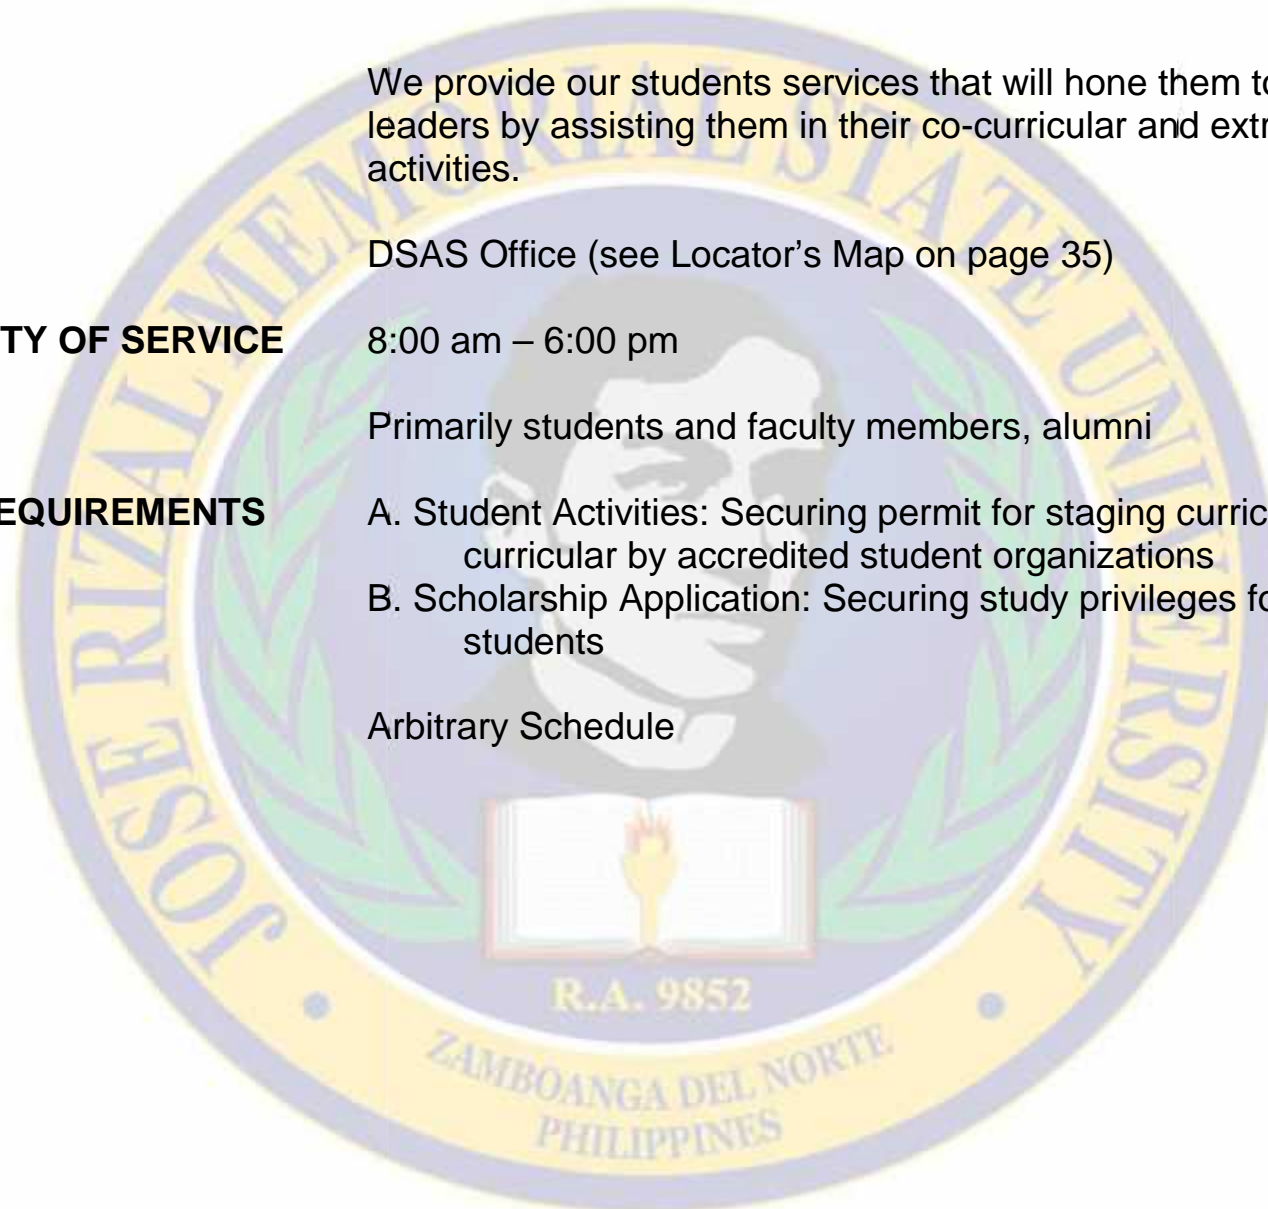 We provide our students services that will hone them to
leaders by assisting them in their co-curricular and extr
activities.
DSAS Office (see Locator’s Map on page 35)
TY OF SERVICE 8:00 am – 6:00 pm
Primarily students and faculty members, alumni
EQUIREMENTS A. Student Activities: Securing permit for staging curric
curricular by accredited student organizations
B. Scholarship Application: Securing study privileges fo
students
Arbitrary Schedule
JOSE RIZAL MEMORIAL STATE UNIVERSITY
R.A. 9852
ZAMBOANGA DEL NORTE
PHILIPPINES